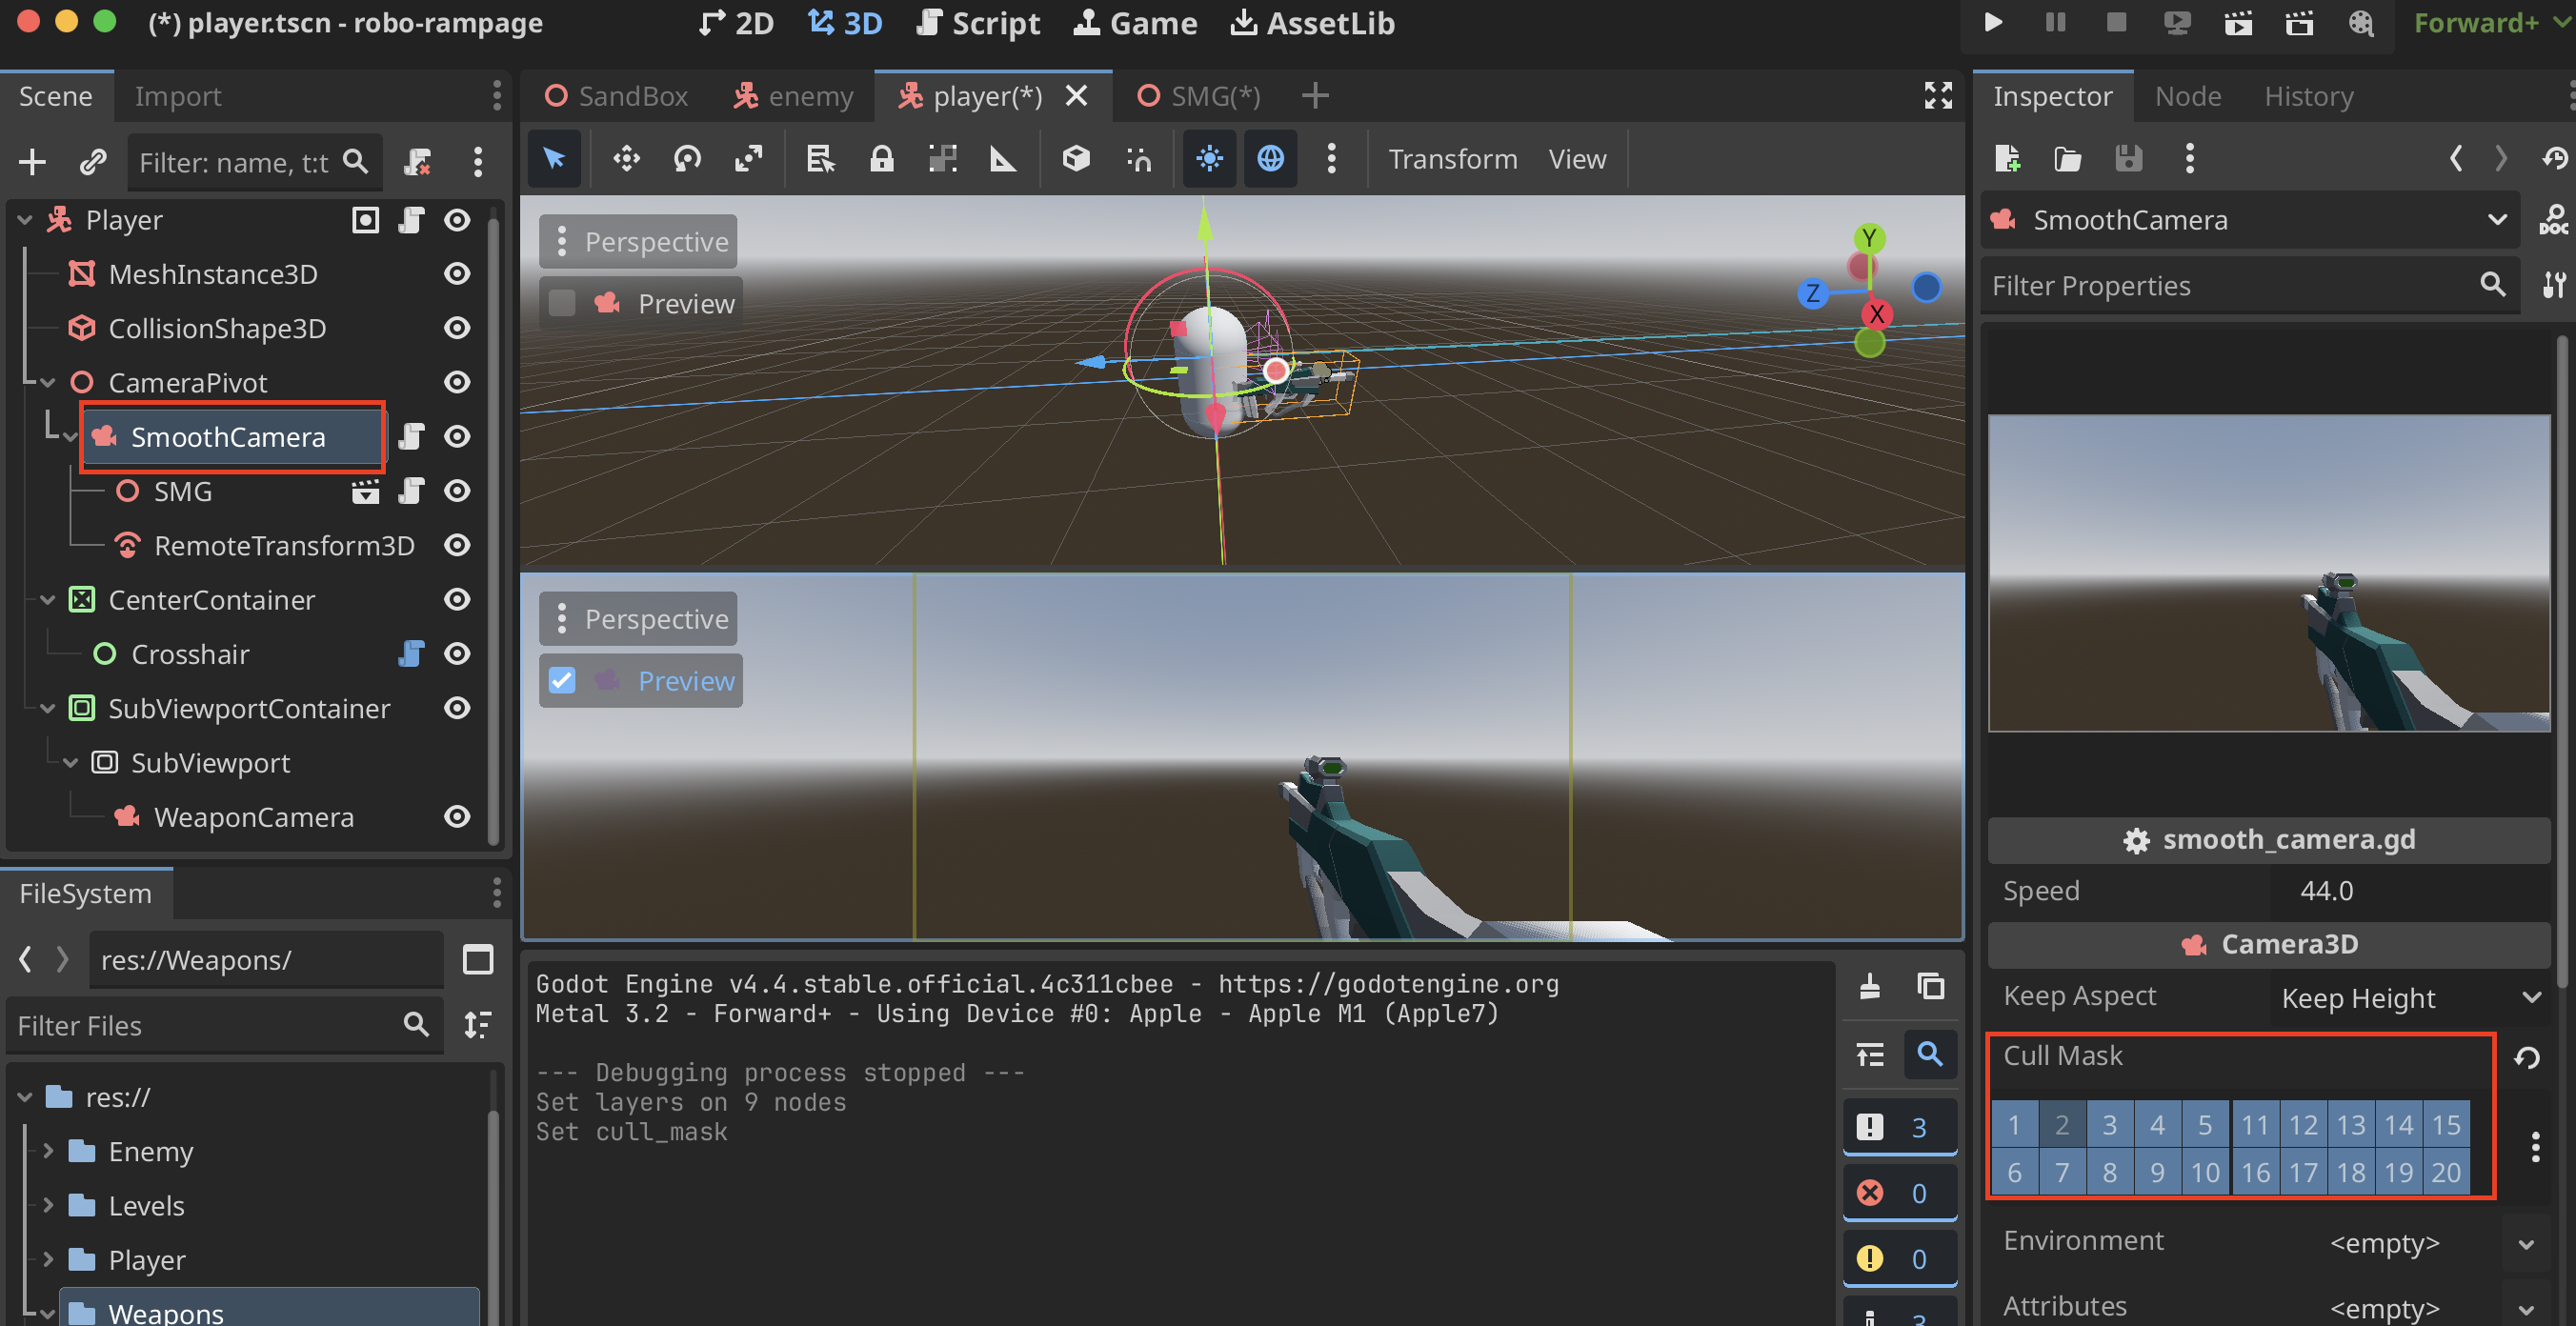 (*) player.tscn - robo-rampage
2D
3D
Script
Game
AssetLib
Forward+
Scene
Import
Filter: name, t:t
Player
MeshInstance3D
CollisionShape3D
CameraPivot
SmoothCamera
SMG
RemoteTransform3D
CenterContainer
Crosshair
SubViewportContainer
SubViewport
WeaponCamera
FileSystem
res://Weapons/
Filter Files
res://
Enemy
Levels
Player
Weapons
SandBox
enemy
player(*)
SMG(*)
Transform
View
Perspective
Preview
Y
Z
X
Perspective
Preview
Godot Engine v4.4.stable.official.4c311cbee - https://godotengine.org
Metal 3.2 - Forward+ - Using Device #0: Apple - Apple M1 (Apple7)
--- Debugging process stopped ---
Set layers on 9 nodes
Set cull_mask
3
0
0
3
Inspector
Node
History
SmoothCamera
DOC
Filter Properties
smooth_camera.gd
Speed 44.0
Camera3D
Keep Aspect Keep Height
Cull Mask
1 2 3 4 5 11 12 13 14 15
6 7 8 9 10 16 17 18 19 20
Environment <empty>
Attributes <empty>